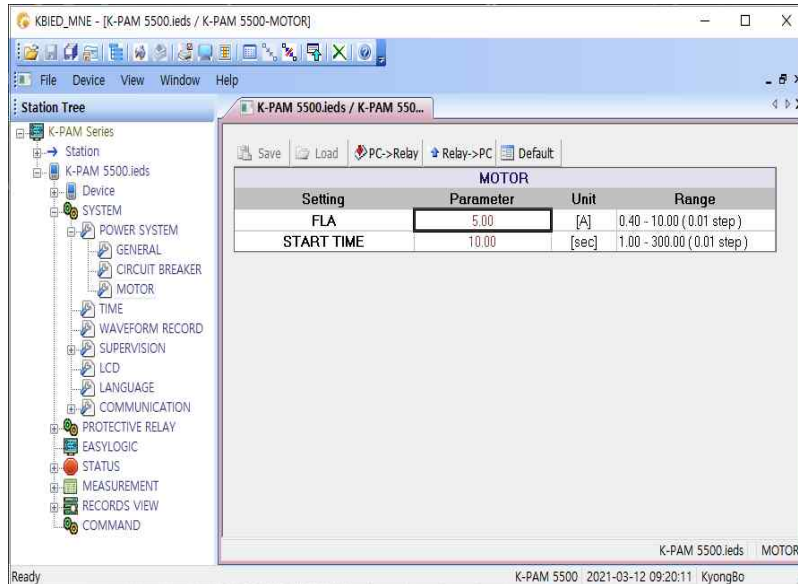 KBIED_MNE - [K-PAM 5500.ieds / K-PAM 5500-MOTOR]
File Device View Window Help
Station Tree
K-PAM 5500.ieds / K-PAM 550...
K-PAM Series
Station
K-PAM 5500.ieds
Device
SYSTEM
POWER SYSTEM
GENERAL
CIRCUIT BREAKER
MOTOR
TIME
WAVEFORM RECORD
SUPERVISION
LCD
LANGUAGE
COMMUNICATION
PROTECTIVE RELAY
EASYLOGIC
STATUS
MEASUREMENT
RECORDS VIEW
COMMAND
Save Load PC->Relay Relay->PC Default
MOTOR
Setting Parameter Unit Range
FLA 5.00 [A] 0.40 - 10.00 ( 0.01 step )
START TIME 10.00 [sec] 1.00 - 300.00 ( 0.01 step )
K-PAM 5500.ieds MOTOR
Ready K-PAM 5500 2021-03-12 09:20:11 KyongBo